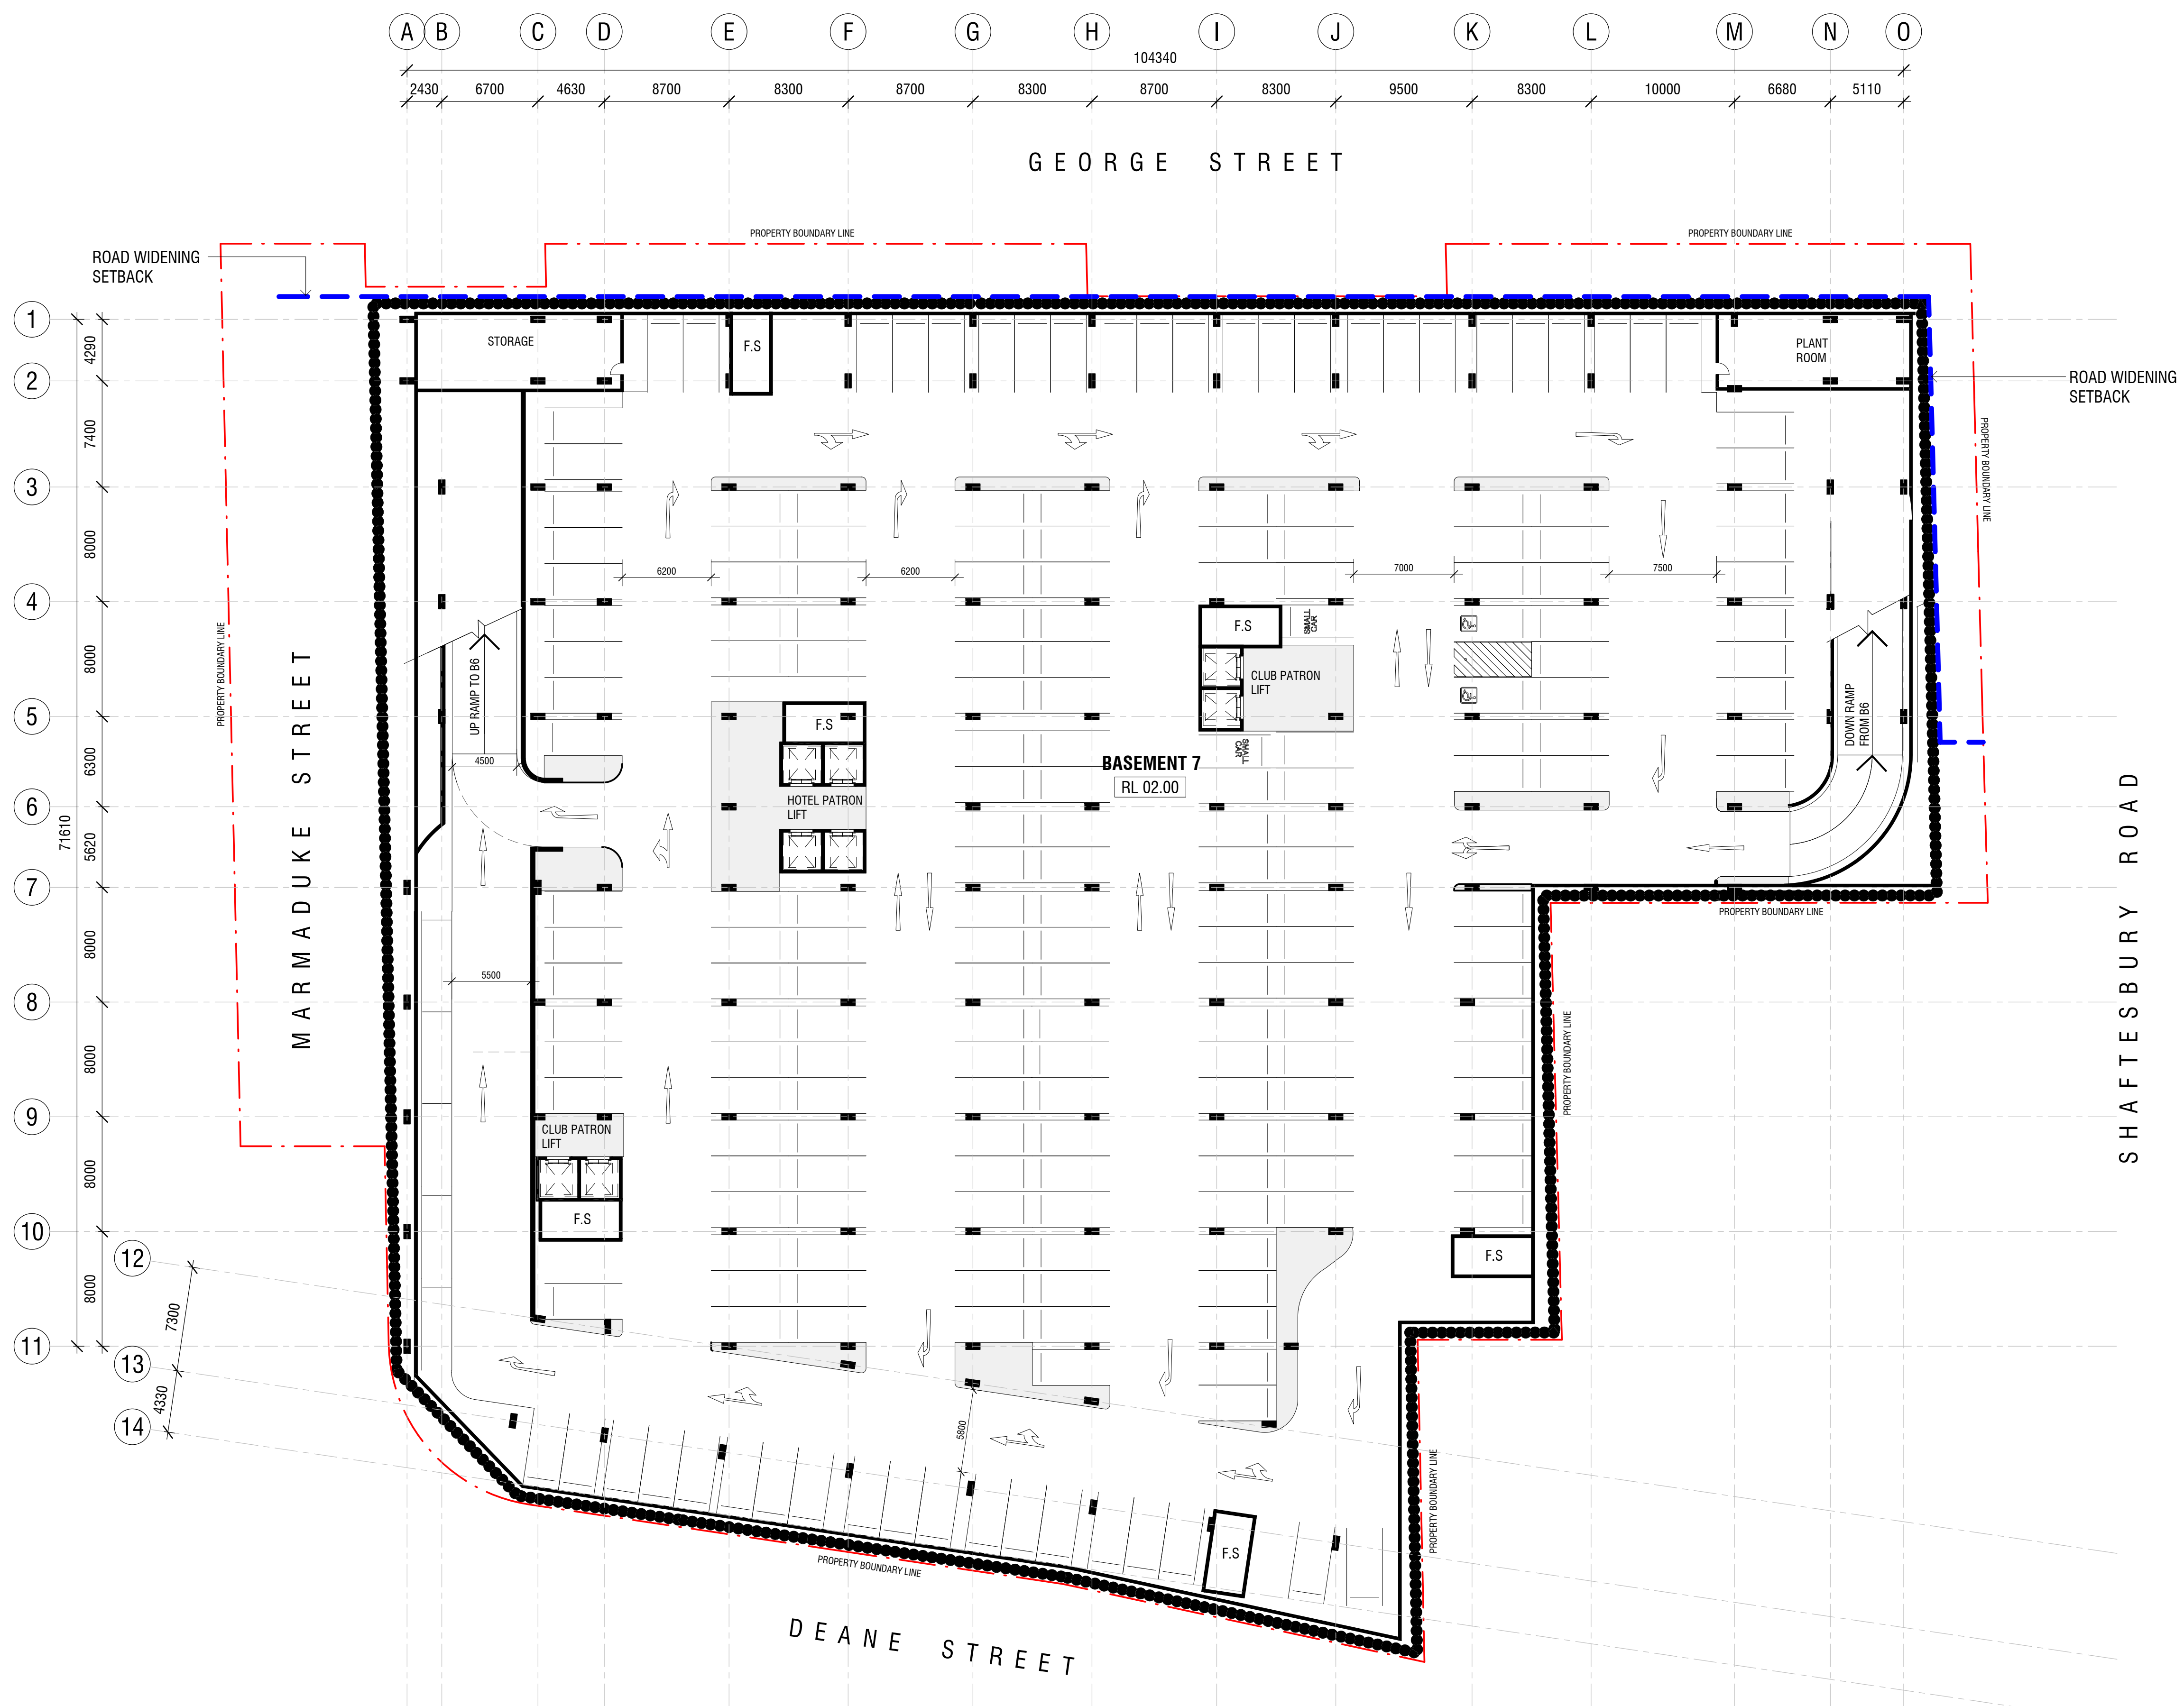 A B C D E F G H I J K L M N O
104340
2430 6700 4630 8700 8300 8700 8300 8700 8300 9500 8300 10000 6680 5110
GEORGE STREET
PROPERTY BOUNDARY LINE
PROPERTY BOUNDARY LINE
ROAD WIDENING
SETBACK
1
2
3
4
5
6
7
8
9
10
11
12
13
14
4290
7400
8000
8000
6300
5620
8000
8000
8000
8000
71610
7300
4330
STORAGE
F.S
PLANT
ROOM
ROAD WIDENING
SETBACK
PROPERTY BOUNDARY LINE
PROPERTY BOUNDARY LINE
6200
6200
7000
7500
MARMADUKE STREET
UP RAMP TO B6
4500
F.S
SMALL
CAR
CLUB PATRON
LIFT
SMALL
CAR
F.S
HOTEL PATRON
LIFT
BASEMENT 7
RL 02.00
DOWN RAMP
FROM B6
SHAFTESBURY ROAD
PROPERTY BOUNDARY LINE
5500
PROPERTY BOUNDARY LINE
CLUB PATRON
LIFT
F.S
F.S
5800
PROPERTY BOUNDARY LINE
F.S
PROPERTY BOUNDARY LINE
DEANE STREET